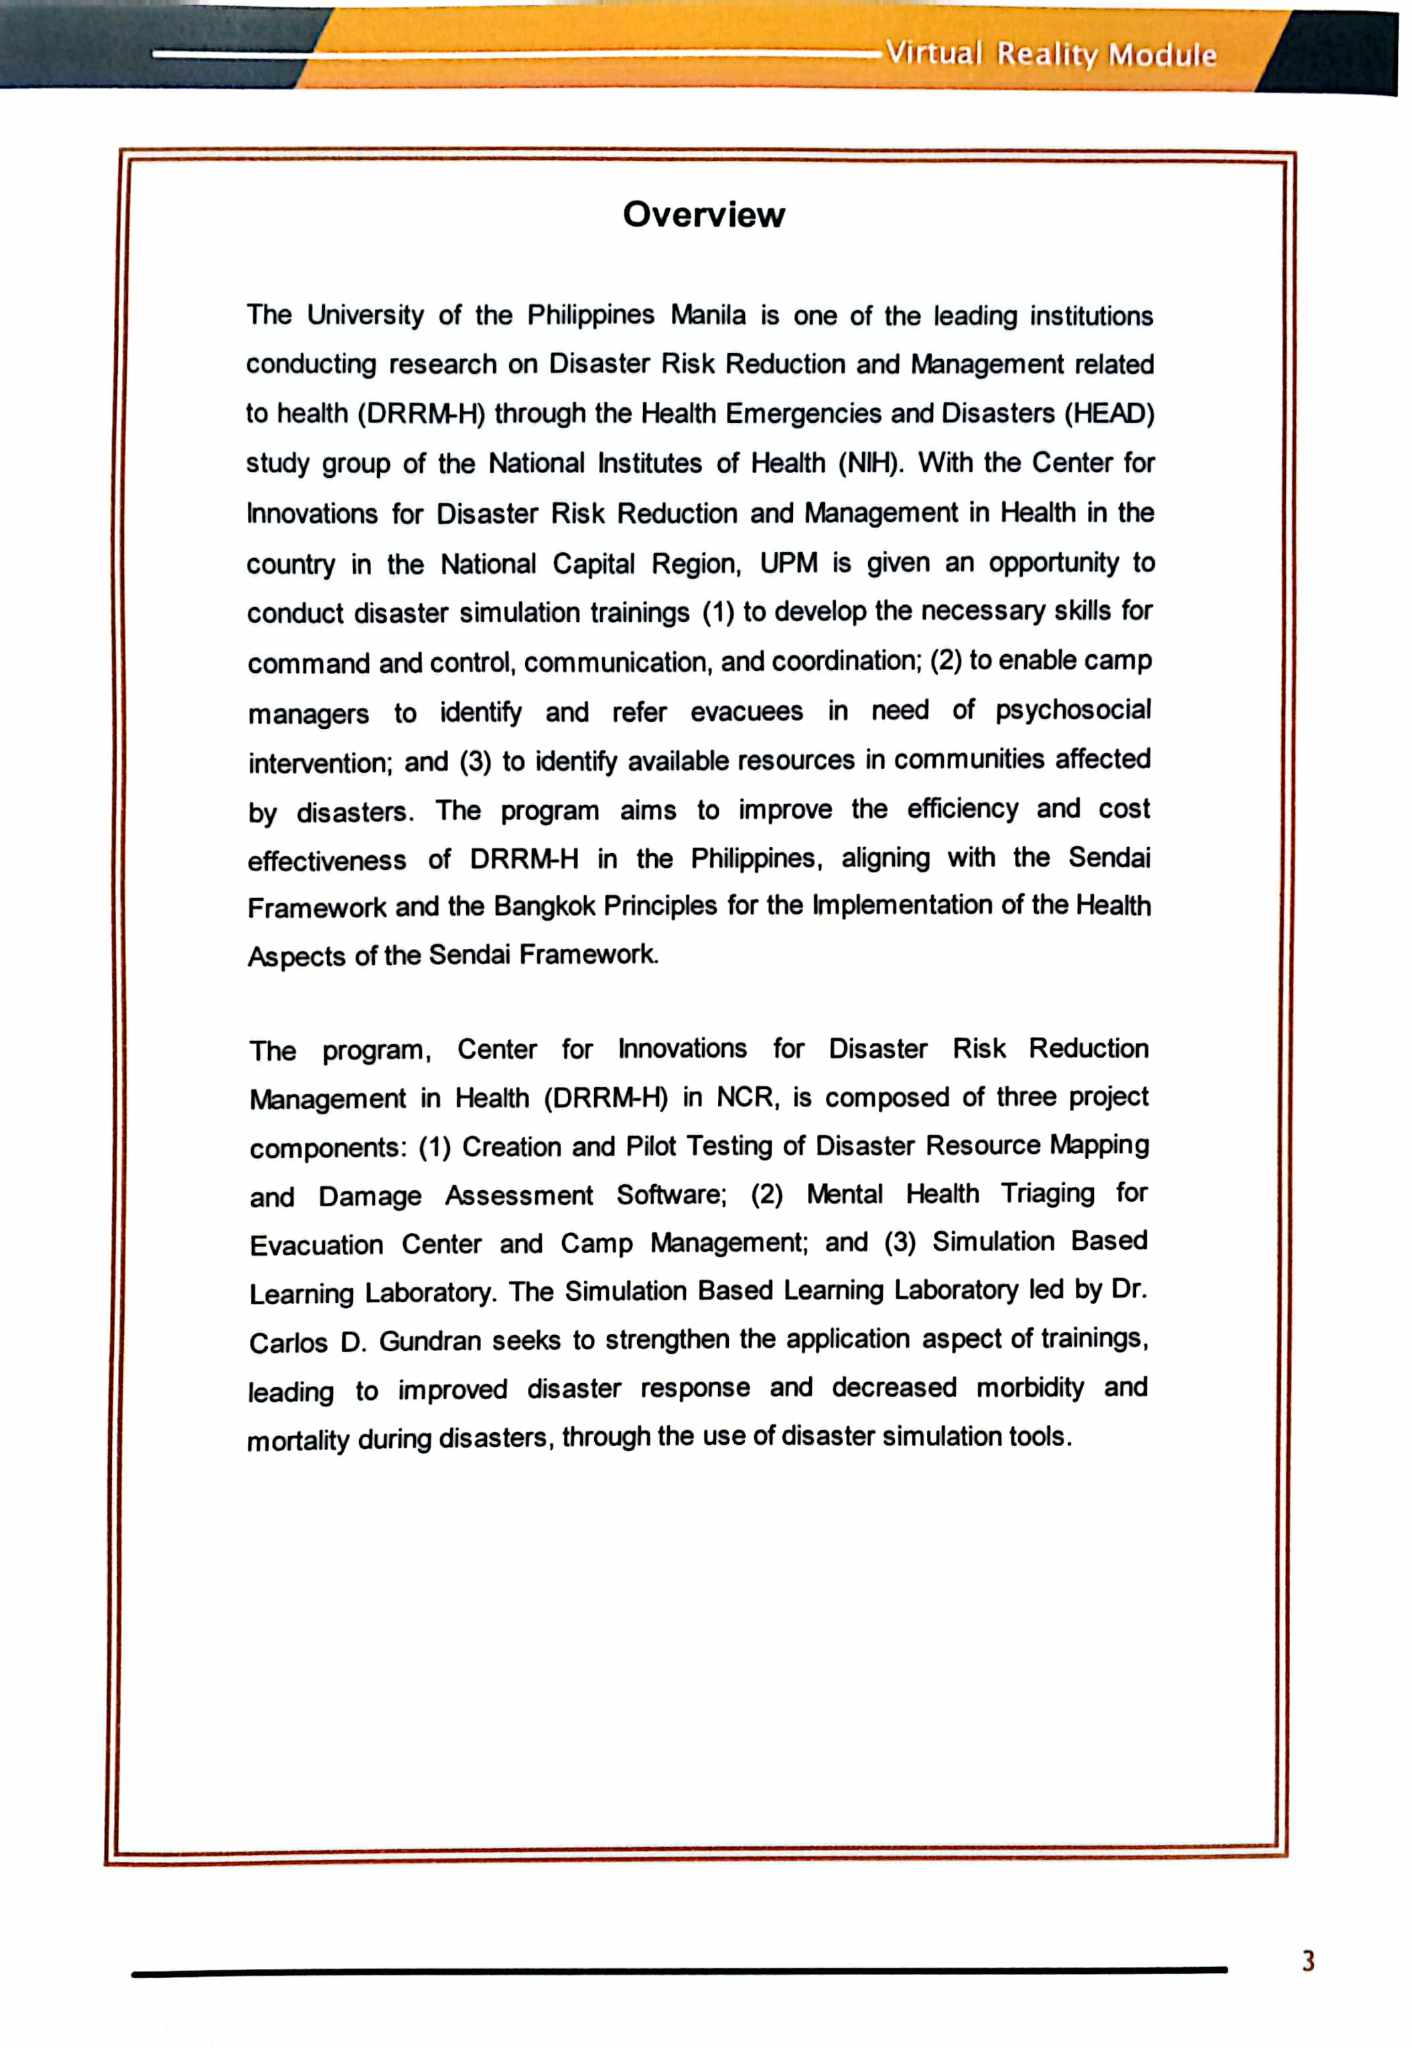 Virtual Reality Module
Overview
The University of the Philippines Manila is one of the leading institutions
conducting research on Disaster Risk Reduction and Management related
to health (DRRM-H) through the Health Emergencies and Disasters (HEAD)
study group of the National Institutes of Health (NIH). With the Center for
Innovations for Disaster Risk Reduction and Management in Health in the
country in the National Capital Region, UPM is given an opportunity to
conduct disaster simulation trainings (1) to develop the necessary skills for
command and control, communication, and coordination; (2) to enable camp
managers to identify and refer evacuees in need of psychosocial
intervention; and (3) to identify available resources in communities affected
by disasters. The program aims to improve the efficiency and cost
effectiveness of DRRM-H in the Philippines, aligning with the Sendai
Framework and the Bangkok Principles for the Implementation of the Health
Aspects of the Sendai Framework.
The program, Center for Innovations for Disaster Risk Reduction
Management in Health (DRRM-H) in NCR, is composed of three project
components: (1) Creation and Pilot Testing of Disaster Resource Mapping
and Damage Assessment Software; (2) Mental Health Triaging for
Evacuation Center and Camp Management; and (3) Simulation Based
Learning Laboratory. The Simulation Based Learning Laboratory led by Dr.
Carlos D. Gundran seeks to strengthen the application aspect of trainings,
leading to improved disaster response and decreased morbidity and
mortality during disasters, through the use of disaster simulation tools.
3